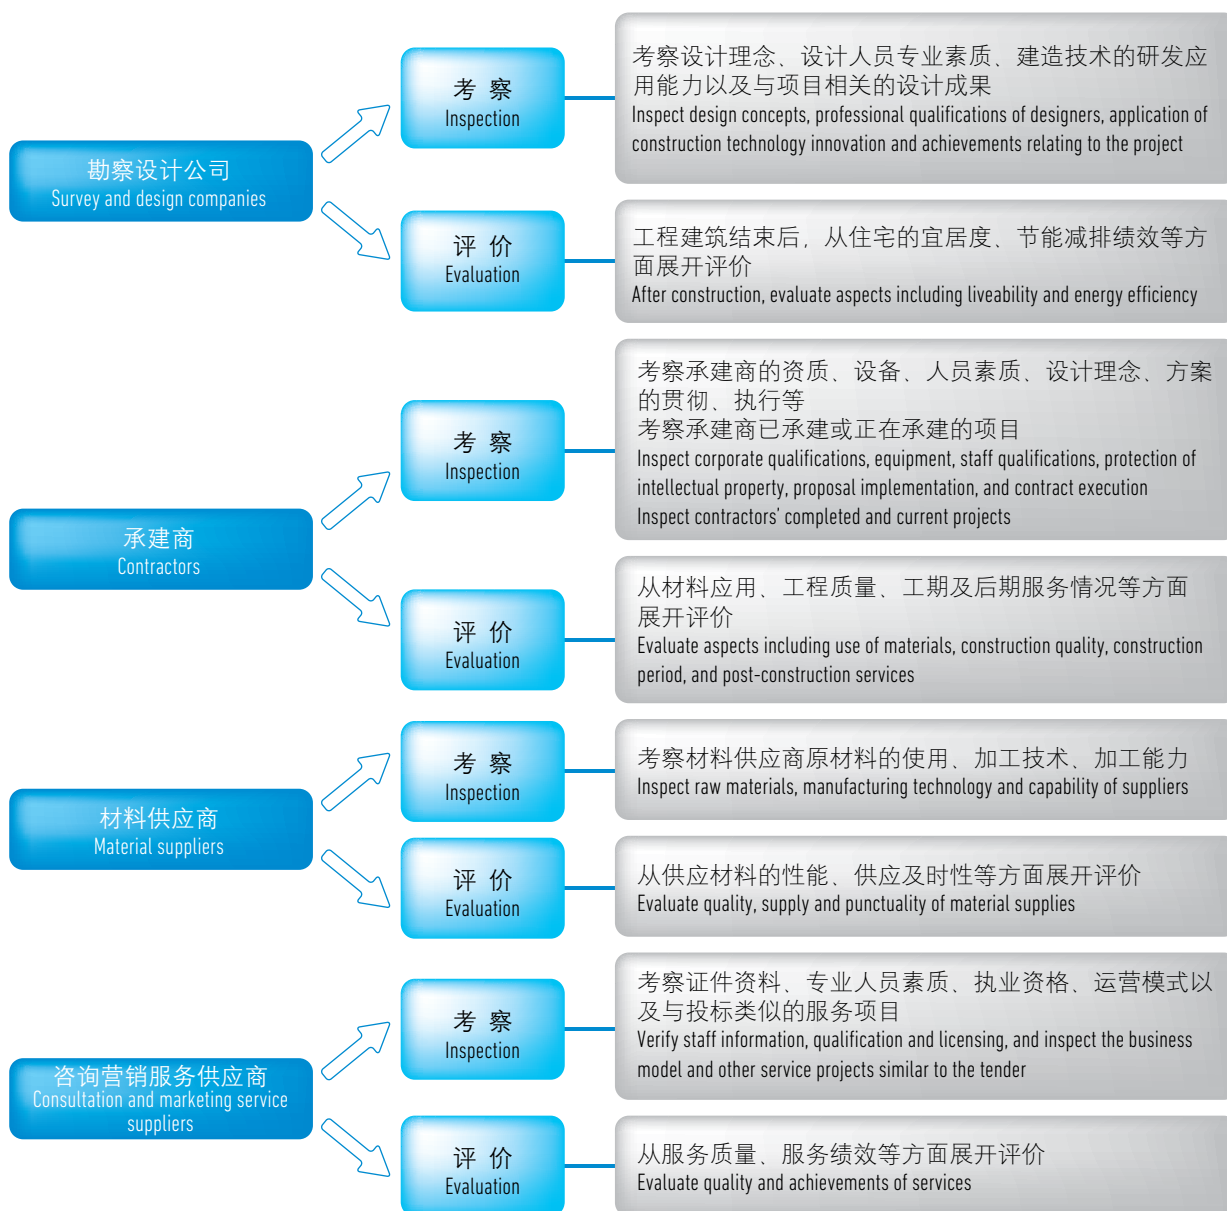 勘察设计公司
Survey and design companies
考 察
Inspection
考察设计理念、设计人员专业素质、建造技术的研发应
用能力以及与项目相关的设计成果
Inspect design concepts, professional qualifications of designers, application of
construction technology innovation and achievements relating to the project
评 价
Evaluation
工程建筑结束后，从住宅的宜居度、节能减排绩效等方
面展开评价
After construction, evaluate aspects including liveability and energy efficiency
承建商
Contractors
考 察
Inspection
考察承建商的资质、设备、人员素质、设计理念、方案
的贯彻、执行等
考察承建商已承建或正在承建的项目
Inspect corporate qualifications, equipment, staff qualifications, protection of
intellectual property, proposal implementation, and contract execution
Inspect contractors' completed and current projects
评 价
Evaluation
从材料应用、工程质量、工期及后期服务情况等方面
展开评价
Evaluate aspects including use of materials, construction quality, construction
period, and post-construction services
材料供应商
Material suppliers
考 察
Inspection
考察材料供应商原材料的使用、加工技术、加工能力
Inspect raw materials, manufacturing technology and capability of suppliers
评 价
Evaluation
从供应材料的性能、供应及时性等方面展开评价
Evaluate quality, supply and punctuality of material supplies
咨询营销服务供应商
Consultation and marketing service
suppliers
考 察
Inspection
考察证件资料、专业人员素质、执业资格、运营模式以
及与投标类似的服务项目
Verify staff information, qualification and licensing, and inspect the business
model and other service projects similar to the tender
评 价
Evaluation
从服务质量、服务绩效等方面展开评价
Evaluate quality and achievements of services